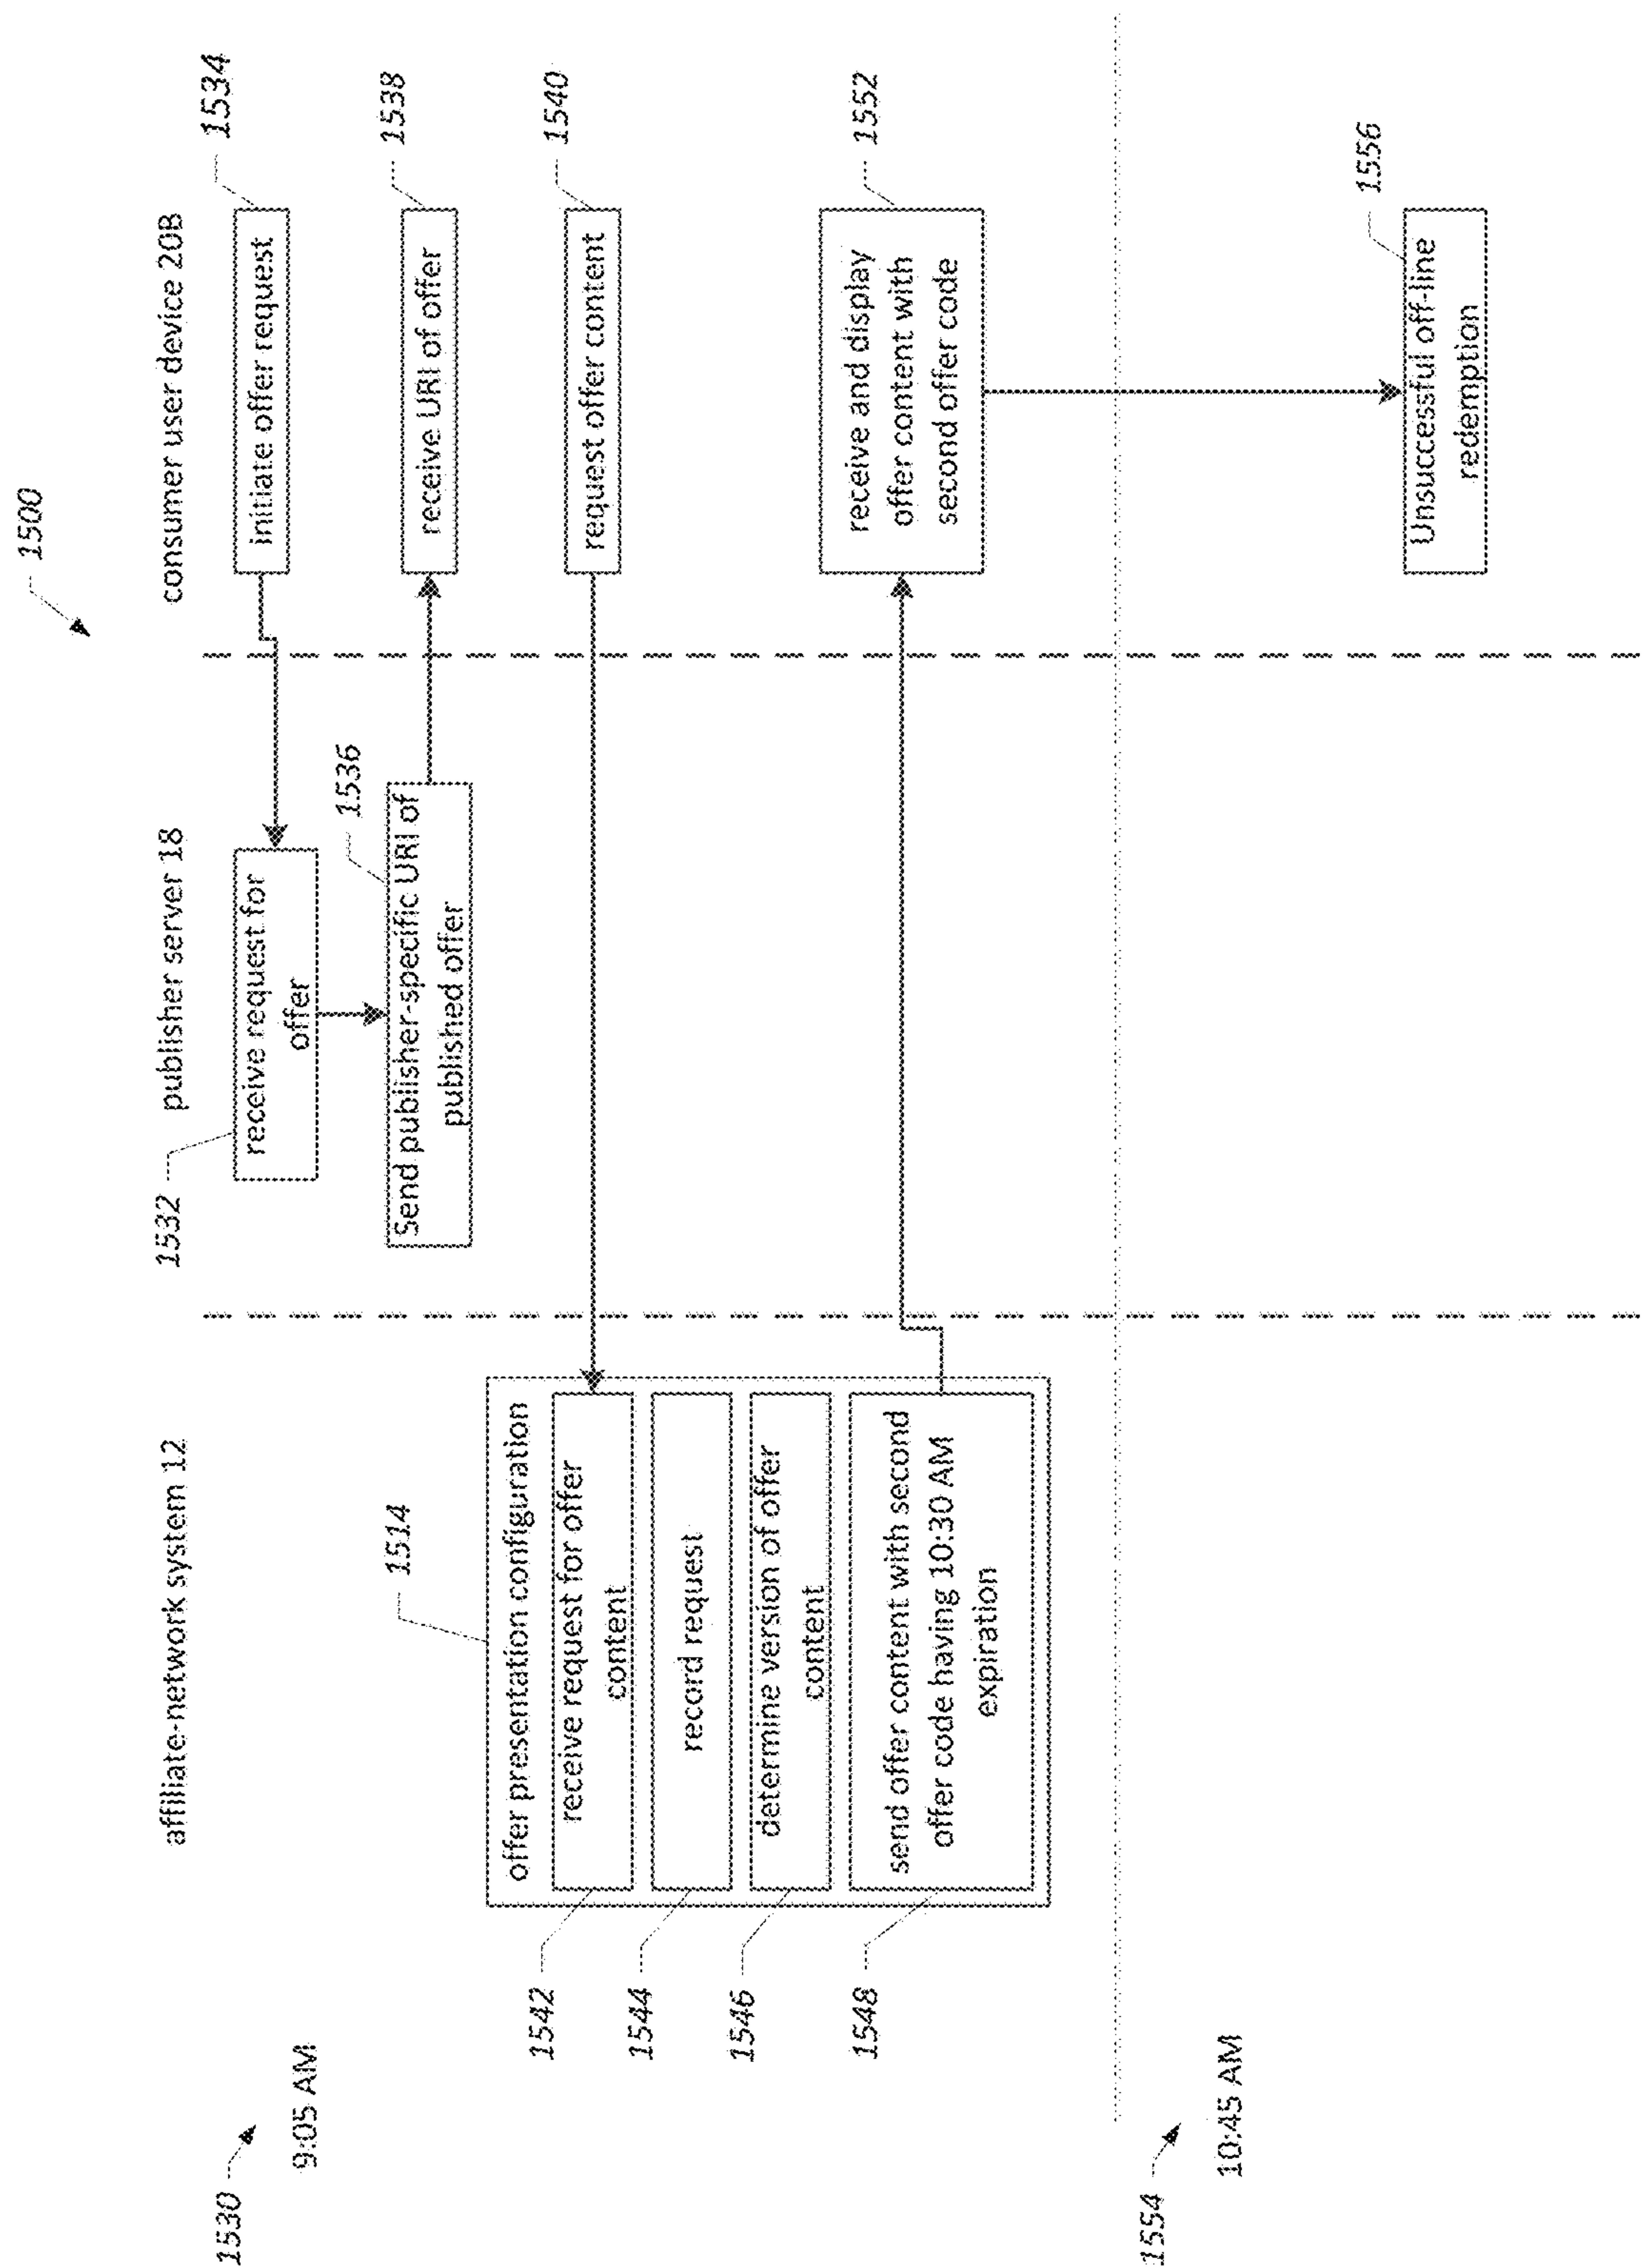 1500
affiliate-network system 12
publisher server 18
consumer user device 20B
1530
9:05 AM
1532
receive request for
offer
initiate offer request
1534
1536
Send publisher-specific URI of
published offer
receive URI of offer
1538
1514
offer presentation configuration
1542
receive request for offer
content
request offer content
1540
1544
record request
1546
determine version of offer
content
1548
send offer content with second
offer code having 10:30 AM
expiration
receive and display
offer content with
second offer code
1552
1554
10:45 AM
Unsuccessful off-line
redemption
1556